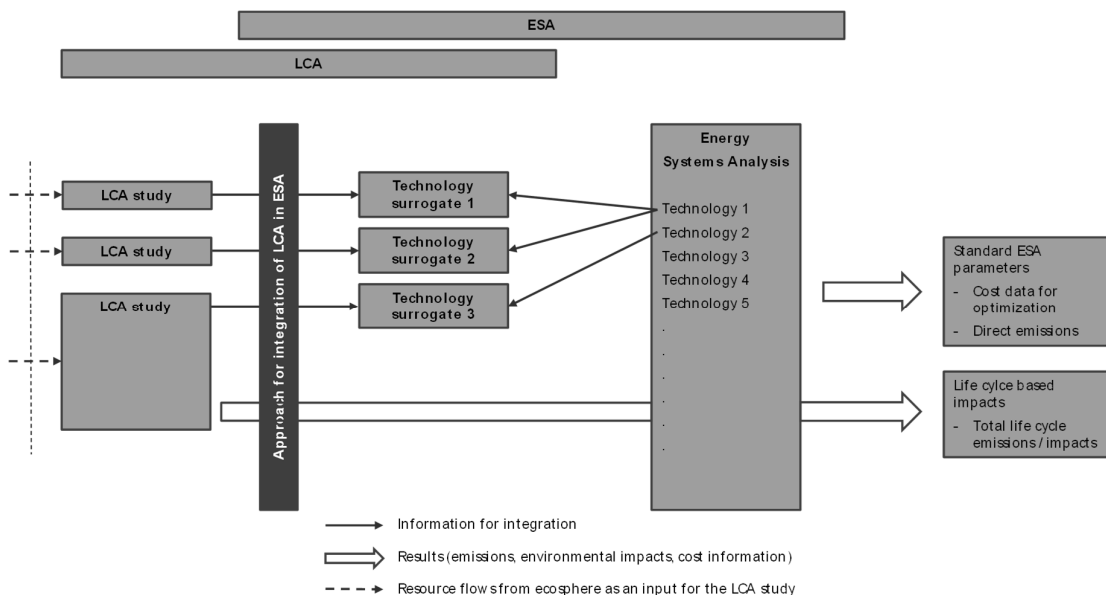 ESA
LCA
Approach for integration of LCA in ESA
LCA study
LCA study
LCA study
Technology
surrogate 1
Technology
surrogate 2
Technology
surrogate 3
Energy
Systems Analysis
Technology 1
Technology 2
Technology 3
Technology 4
Technology 5
.
.
.
.
.
.
Standard ESA
parameters
- Cost data for
optimization
- Direct emissions
Life cylce based
impacts
- Total life cycle
emissions / impacts
Information for integration
Results (emissions, environmental impacts, cost information)
Resource flows from ecosphere as an input for the LCA study